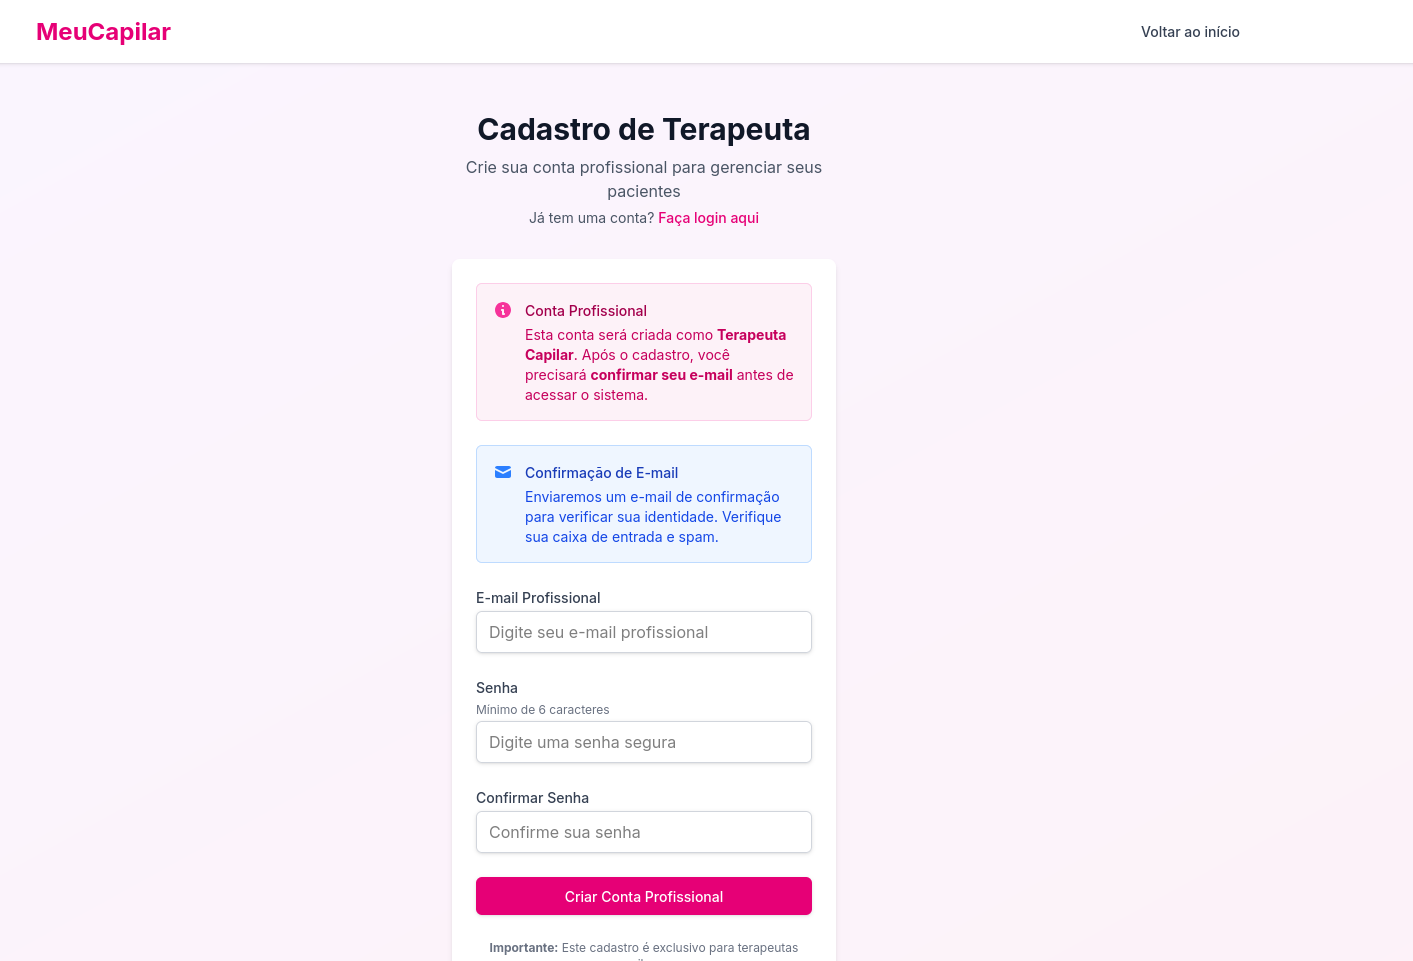 MeuCapilar
Voltar ao início
Cadastro de Terapeuta
Crie sua conta profissional para gerenciar seus
pacientes
Já tem uma conta? Faça login aqui
Conta Profissional
Esta conta será criada como Terapeuta
Capilar. Após o cadastro, você
precisará confirmar seu e-mail antes de
acessar o sistema.
Confirmação de E-mail
Enviaremos um e-mail de confirmação
para verificar sua identidade. Verifique
sua caixa de entrada e spam.
E-mail Profissional
Digite seu e-mail profissional
Senha
Mínimo de 6 caracteres
Digite uma senha segura
Confirmar Senha
Confirme sua senha
Criar Conta Profissional
Importante: Este cadastro é exclusivo para terapeutas